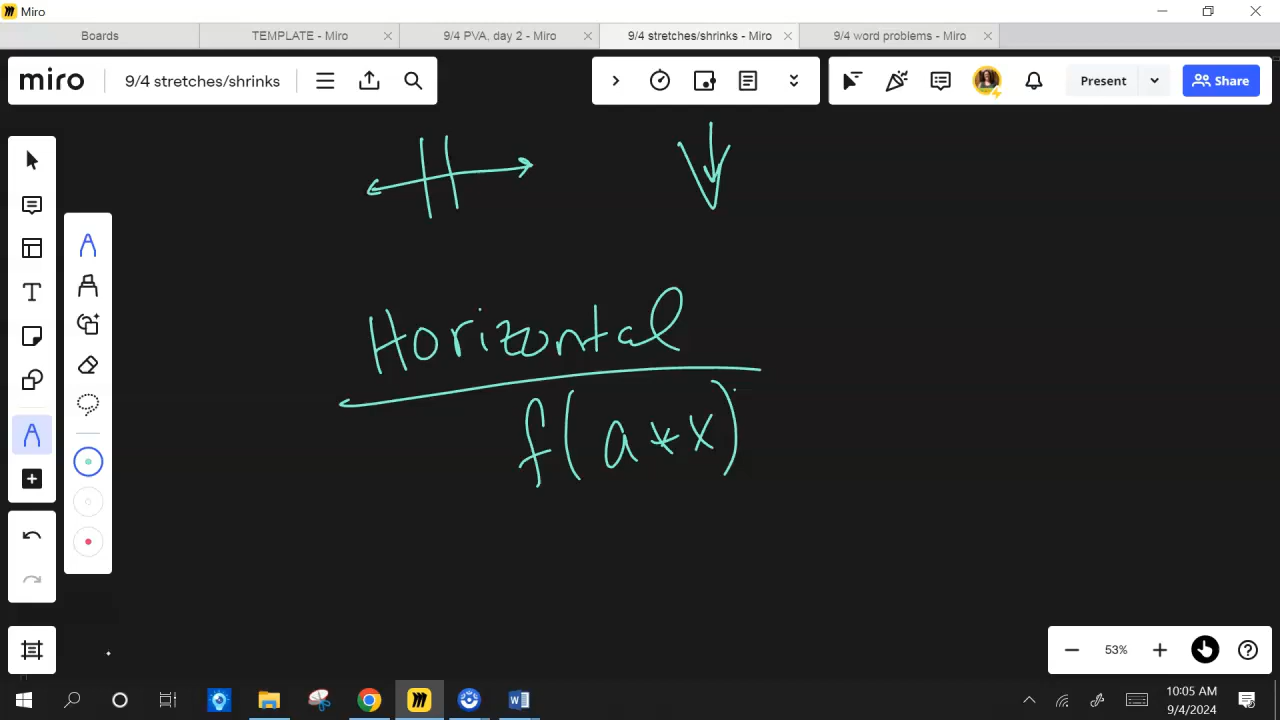 Miro
Boards
TEMPLATE - Miro
9/4 PVA, day 2 - Miro
9/4 stretches/shrinks - Miro
9/4 word problems - Miro
miro
9/4 stretches/shrinks
Present
Share
Horizontal
f(a*x)
53%
10:05 AM
9/4/2024